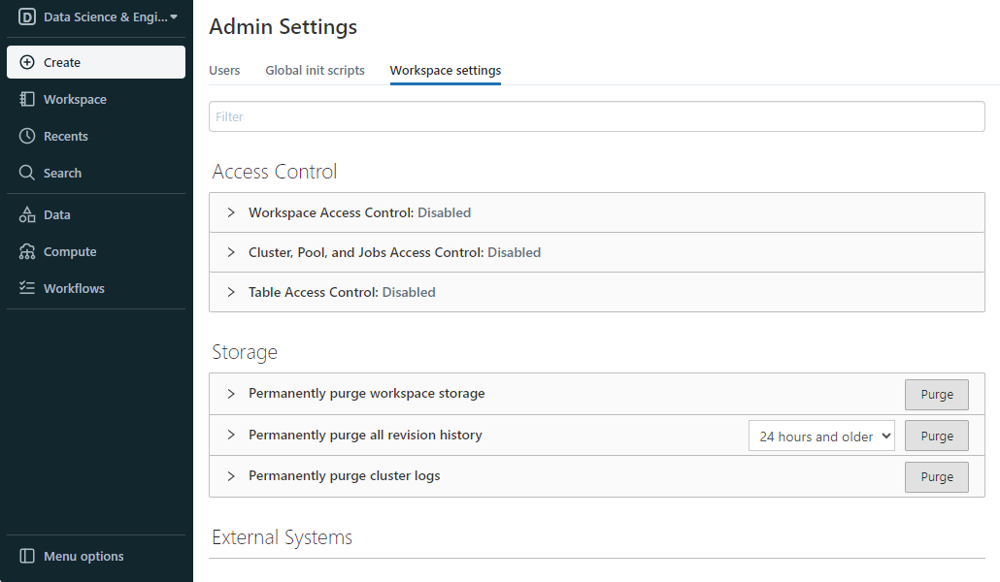 D Data Science & Engi...
Create
Workspace
Recents
Search
Data
Compute
Workflows
Menu options
Admin Settings
Users Global init scripts Workspace settings
Filter
Access Control
Workspace Access Control: Disabled
Cluster, Pool, and Jobs Access Control: Disabled
Table Access Control: Disabled
Storage
Permanently purge workspace storage Purge
Permanently purge all revision history 24 hours and older Purge
Permanently purge cluster logs Purge
External Systems